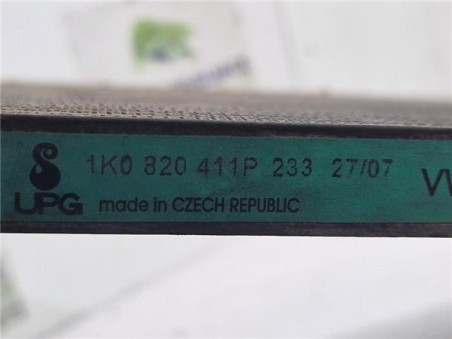 1K0 820 411P 233 27/07
UPG made in CZECH REPUBLIC